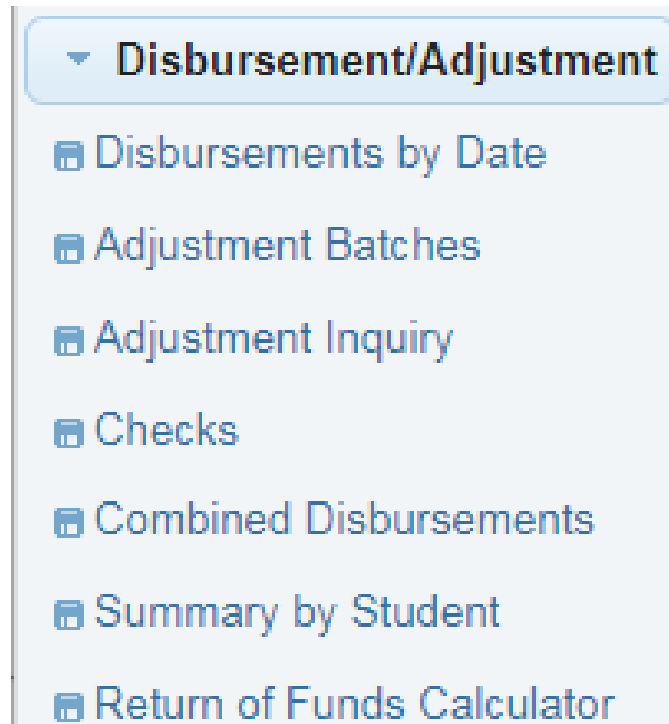 Disbursement/Adjustment
Disbursements by Date
Adjustment Batches
Adjustment Inquiry
Checks
Combined Disbursements
Summary by Student
Return of Funds Calculator